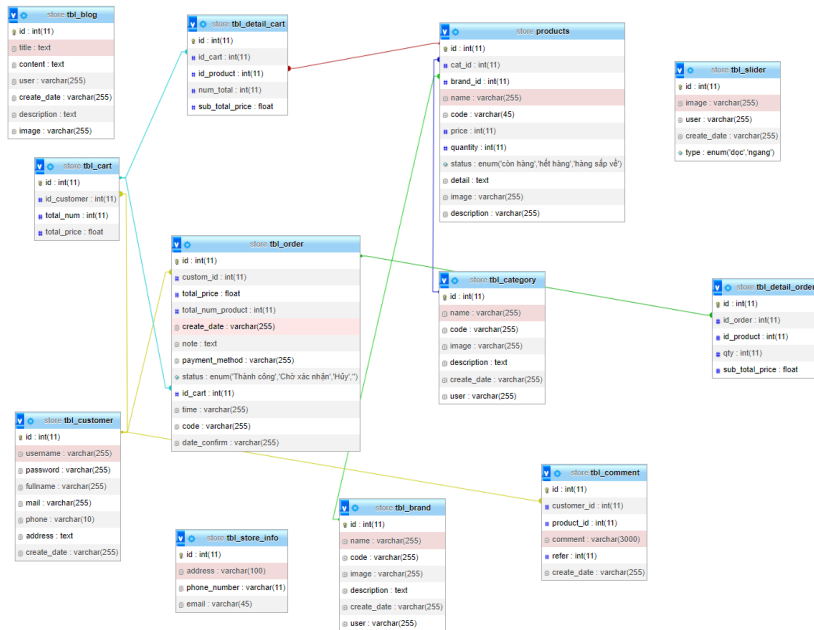 store tbl_blog
id : int(11)
title : text
content : text
user : varchar(255)
create_date : varchar(255)
description : text
image : varchar(255)
store tbl_detail_cart
id : int(11)
id_cart : int(11)
id_product : int(11)
num_total : int(11)
sub_total_price : float
store products
id : int(11)
cat_id : int(11)
brand_id : int(11)
name : varchar(255)
code : varchar(45)
price : int(11)
quantity : int(11)
status : enum('còn hàng','hết hàng','hàng sắp về')
detail : text
image : varchar(255)
description : varchar(255)
store tbl_slider
id : int(11)
image : varchar(255)
user : varchar(255)
create_date : varchar(255)
type : enum('dọc','ngang')
store tbl_cart
id : int(11)
id_customer : int(11)
total_num : int(11)
total_price : float
store tbl_order
id : int(11)
custom_id : int(11)
total_price : float
total_num_product : int(11)
create_date : varchar(255)
note : text
payment_method : varchar(255)
status : enum('Thành công','Chờ xác nhận','Hủy','')
id_cart : int(11)
time : varchar(255)
code : varchar(255)
date_confirm : varchar(255)
store tbl_category
id : int(11)
name : varchar(255)
code : varchar(255)
image : varchar(255)
description : text
create_date : varchar(255)
user : varchar(255)
store tbl_detail_order
id : int(11)
id_order : int(11)
id_product : int(11)
qty : int(11)
sub_total_price : float
store tbl_customer
id : int(11)
username : varchar(255)
password : varchar(255)
fullname : varchar(255)
mail : varchar(255)
phone : varchar(10)
address : text
create_date : varchar(255)
store tbl_store_info
id : int(11)
address : varchar(100)
phone_number : varchar(11)
email : varchar(45)
store tbl_brand
id : int(11)
name : varchar(255)
code : varchar(255)
image : varchar(255)
description : text
create_date : varchar(255)
user : varchar(255)
store tbl_comment
id : int(11)
customer_id : int(11)
product_id : int(11)
comment : varchar(3000)
refer : int(11)
create_date : varchar(255)